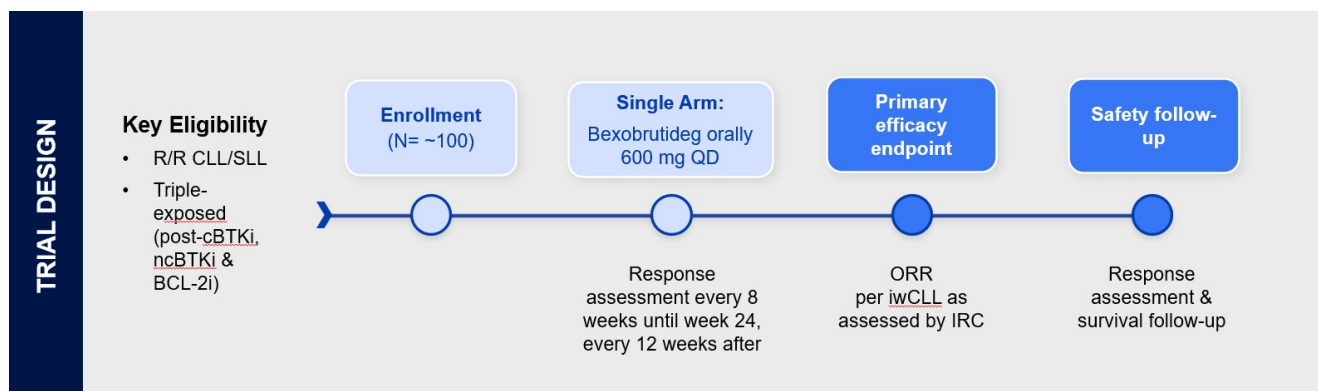 TRIAL DESIGN
Key Eligibility
• R/R CLL/SLL
• Triple-
exposed
(post-cBTKi,
ncBTKi &
BCL-2i)
Enrollment
(N= ~100)
Single Arm:
Bexobrutideg orally
600 mg QD
Response
assessment every 8
weeks until week 24,
every 12 weeks after
Primary
efficacy
endpoint
ORR
per iwCLL as
assessed by IRC
Safety follow-
up
Response
assessment &
survival follow-up